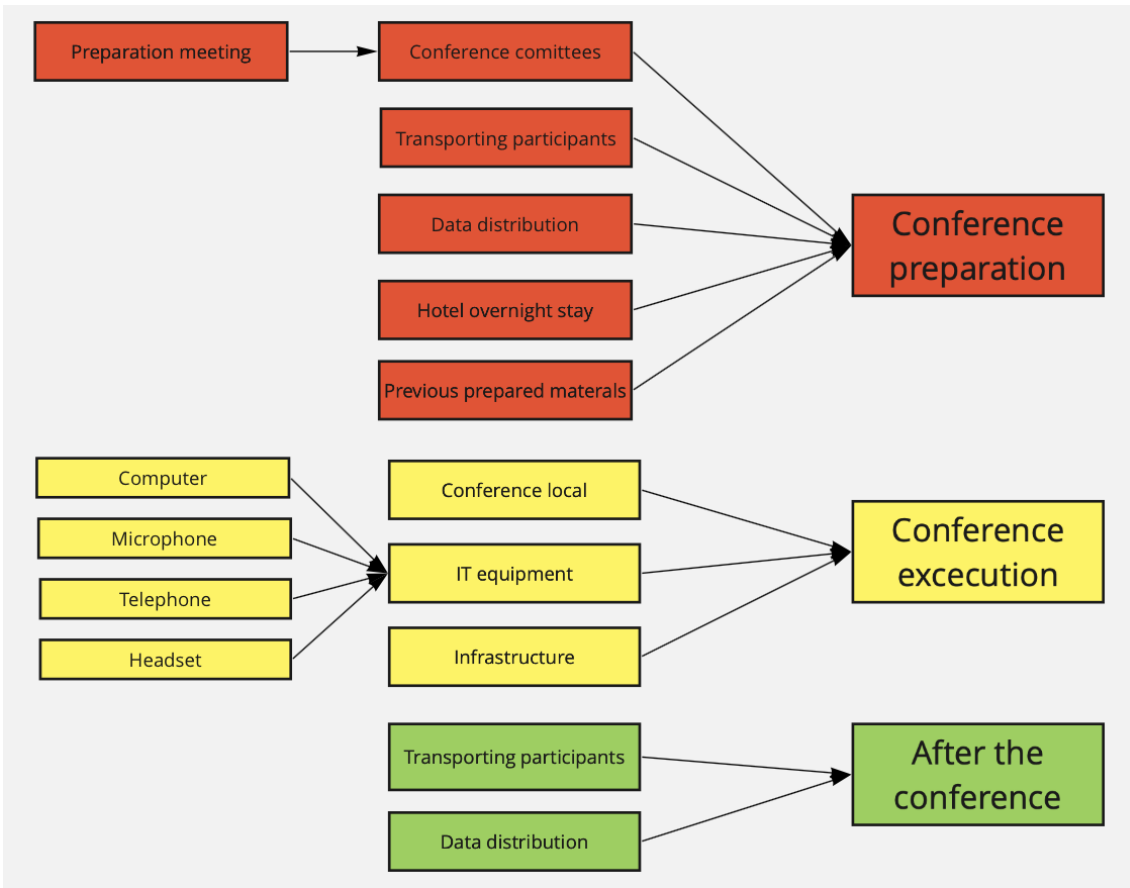 Preparation meeting
Conference comittees
Transporting participants
Data distribution
Hotel overnight stay
Previous prepared materals
Conference
preparation
Computer
Microphone
Telephone
Headset
Conference local
IT equipment
Infrastructure
Conference
excecution
Transporting participants
Data distribution
After the
conference